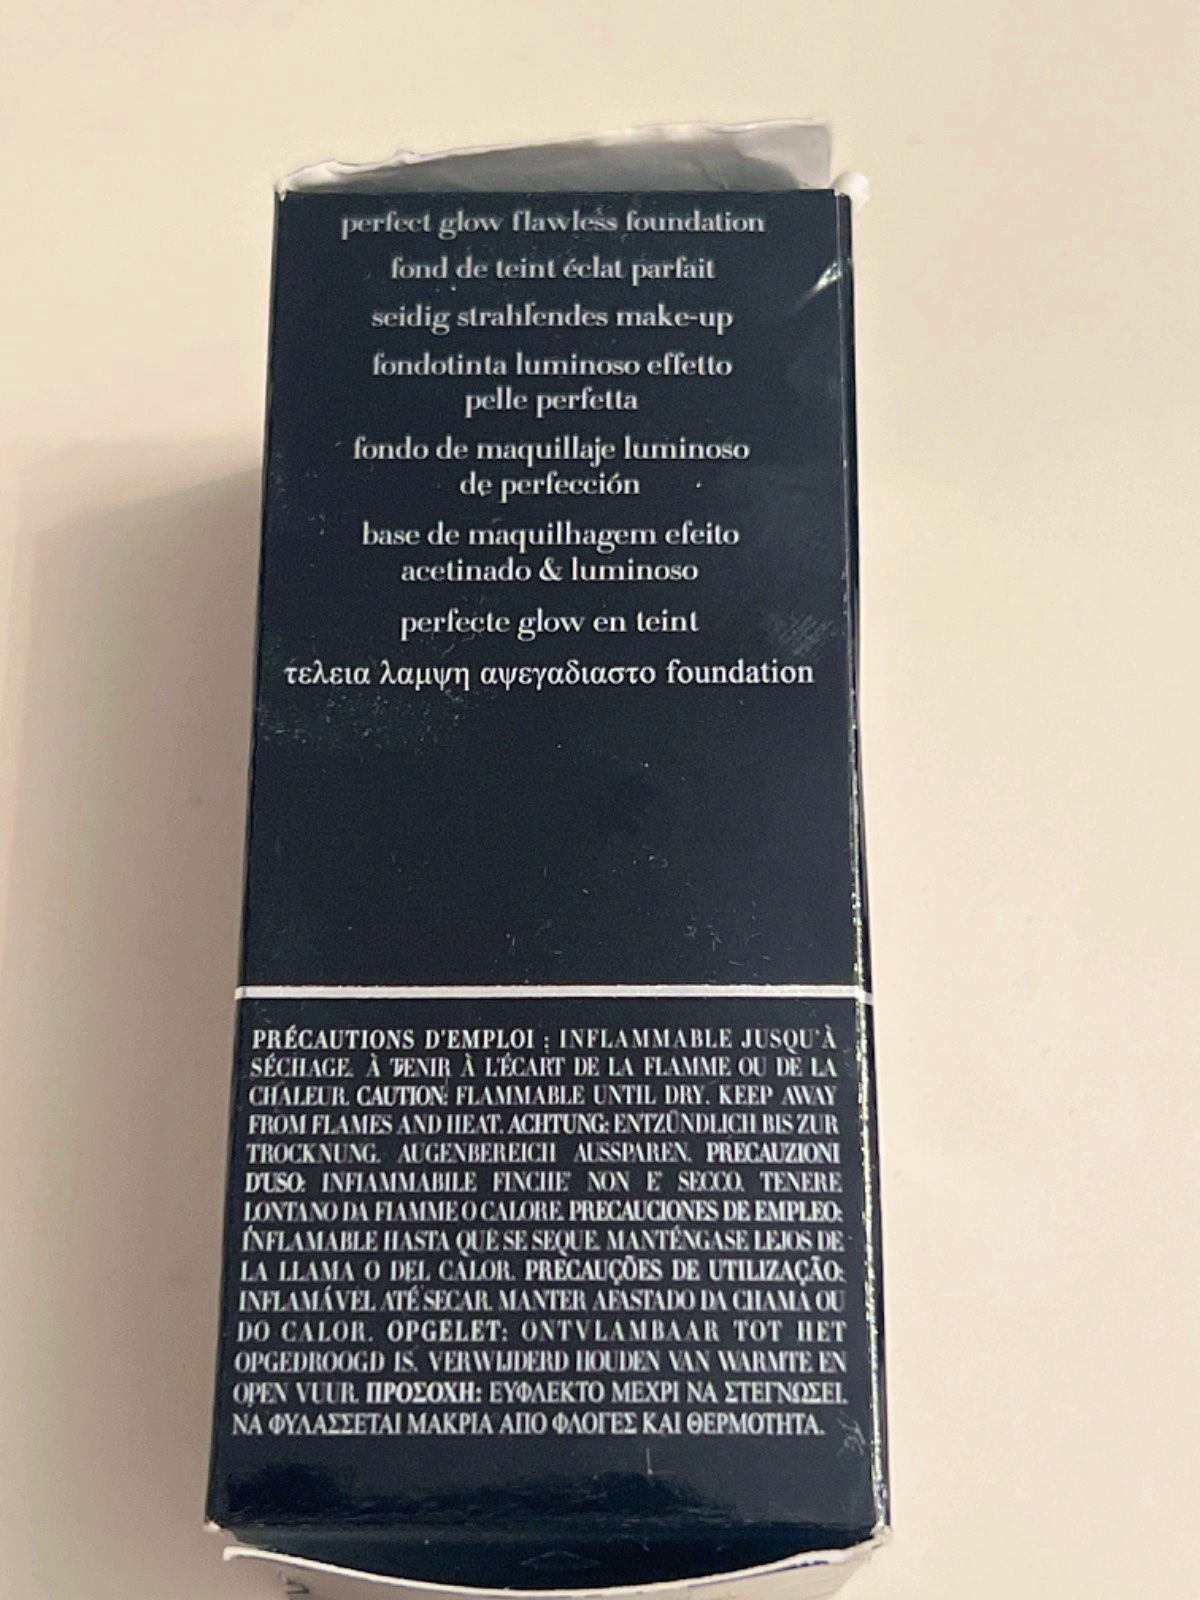 perfect glow flawless foundation
fond de teint éclat parfait
seidig strahlendes make-up
fondotinta luminoso effetto
pelle perfetta
fondo de maquillaje luminoso
de perfección
base de maquilhagem efeito
acetinado & luminoso
perfecte glow en teint
τελεια λαμψη αψεγαδιαστο foundation
PRÉCAUTIONS D'EMPLOI : INFLAMMABLE JUSQU'À
SÉCHAGE. À TENIR À L'ÉCART DE LA FLAMME OU DE LA
CHALEUR. CAUTION: FLAMMABLE UNTIL DRY. KEEP AWAY
FROM FLAMES AND HEAT. ACHTUNG: ENTZÜNDLICH BIS ZUR
TROCKNUNG. AUGENBEREICH AUSSPAREN. PRECAUZIONI
D'USO: INFIAMMABILE FINCHE' NON E' SECCO. TENERE
LONTANO DA FIAMME O CALORE. PRECAUCIONES DE EMPLEO:
ÍNFLAMABLE HASTA QUE SE SEQUE. MANTÉNGASE LEJOS DE
LA LLAMA O DEL CALOR. PRECAUÇÕES DE UTILIZAÇÃO:
INFLAMÁVEL ATÉ SECAR. MANTER AFASTADO DA CHAMA OU
DO CALOR. OPGELET: ONTVLAMBAAR TOT HET
OPGEDROOGD IS. VERWIJDERD HOUDEN VAN WARMTE EN
OPEN VUUR. ΠΡΟΣΟΧΗ: ΕΥΦΛΕΚΤΟ ΜΕΧΡΙ ΝΑ ΣΤΕΓΝΩΣΕΙ.
ΝΑ ΦΥΛΑΣΣΕΤΑΙ ΜΑΚΡΙΑ ΑΠΟ ΦΛΟΓΕΣ ΚΑΙ ΘΕΡΜΟΤΗΤΑ.